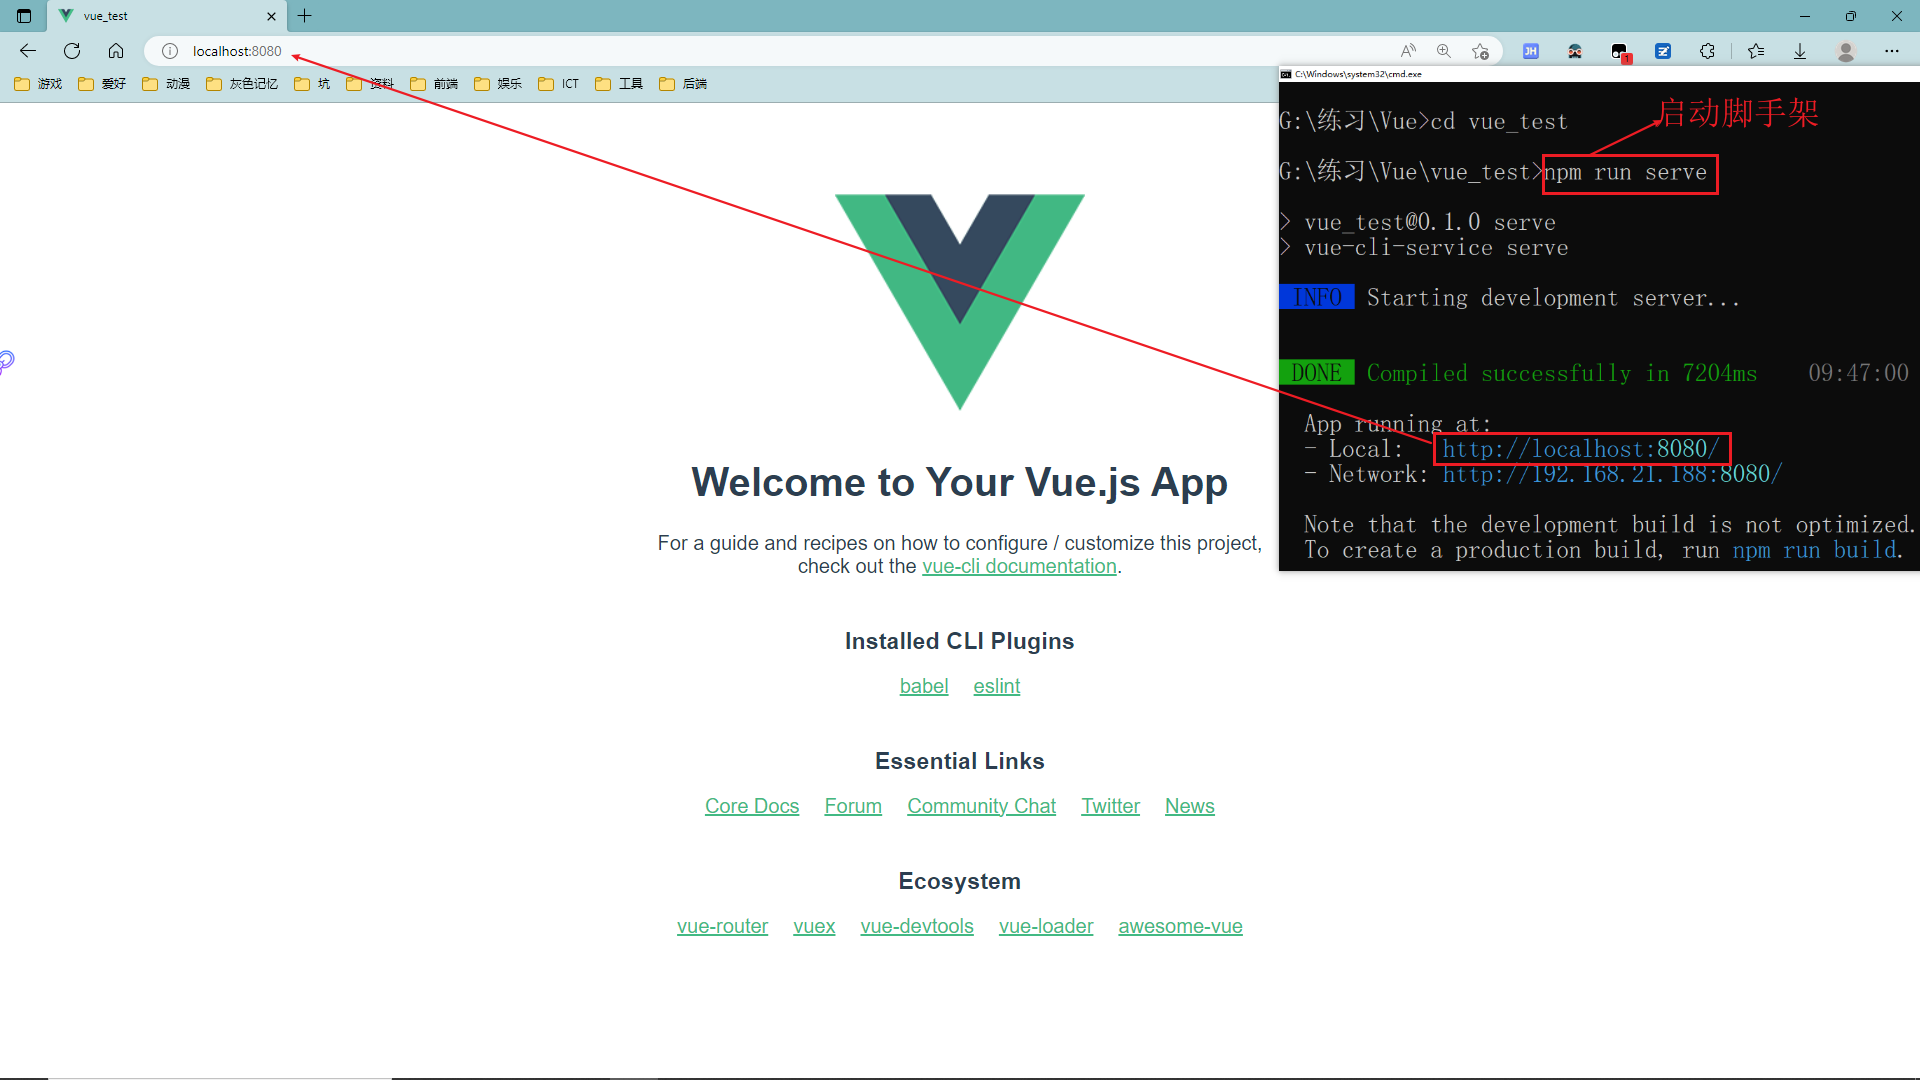 vue_test
localhost:8080
游戏 爱好 动漫 灰色记忆 坑 资料 前端 娱乐 ICT 工具 后端
C:\Windows\system32\cmd.exe
G:\练习\Vue>cd vue_test
启动脚手架
G:\练习\Vue\vue_test>npm run serve
> vue_test@0.1.0 serve
> vue-cli-service serve
INFO Starting development server...
DONE Compiled successfully in 7204ms 09:47:00
App running at:
- Local: http://localhost:8080/
- Network: http://192.168.21.188:8080/
Note that the development build is not optimized.
To create a production build, run npm run build.
Welcome to Your Vue.js App
For a guide and recipes on how to configure / customize this project,
check out the vue-cli documentation.
Installed CLI Plugins
babel eslint
Essential Links
Core Docs Forum Community Chat Twitter News
Ecosystem
vue-router vuex vue-devtools vue-loader awesome-vue
JH
1